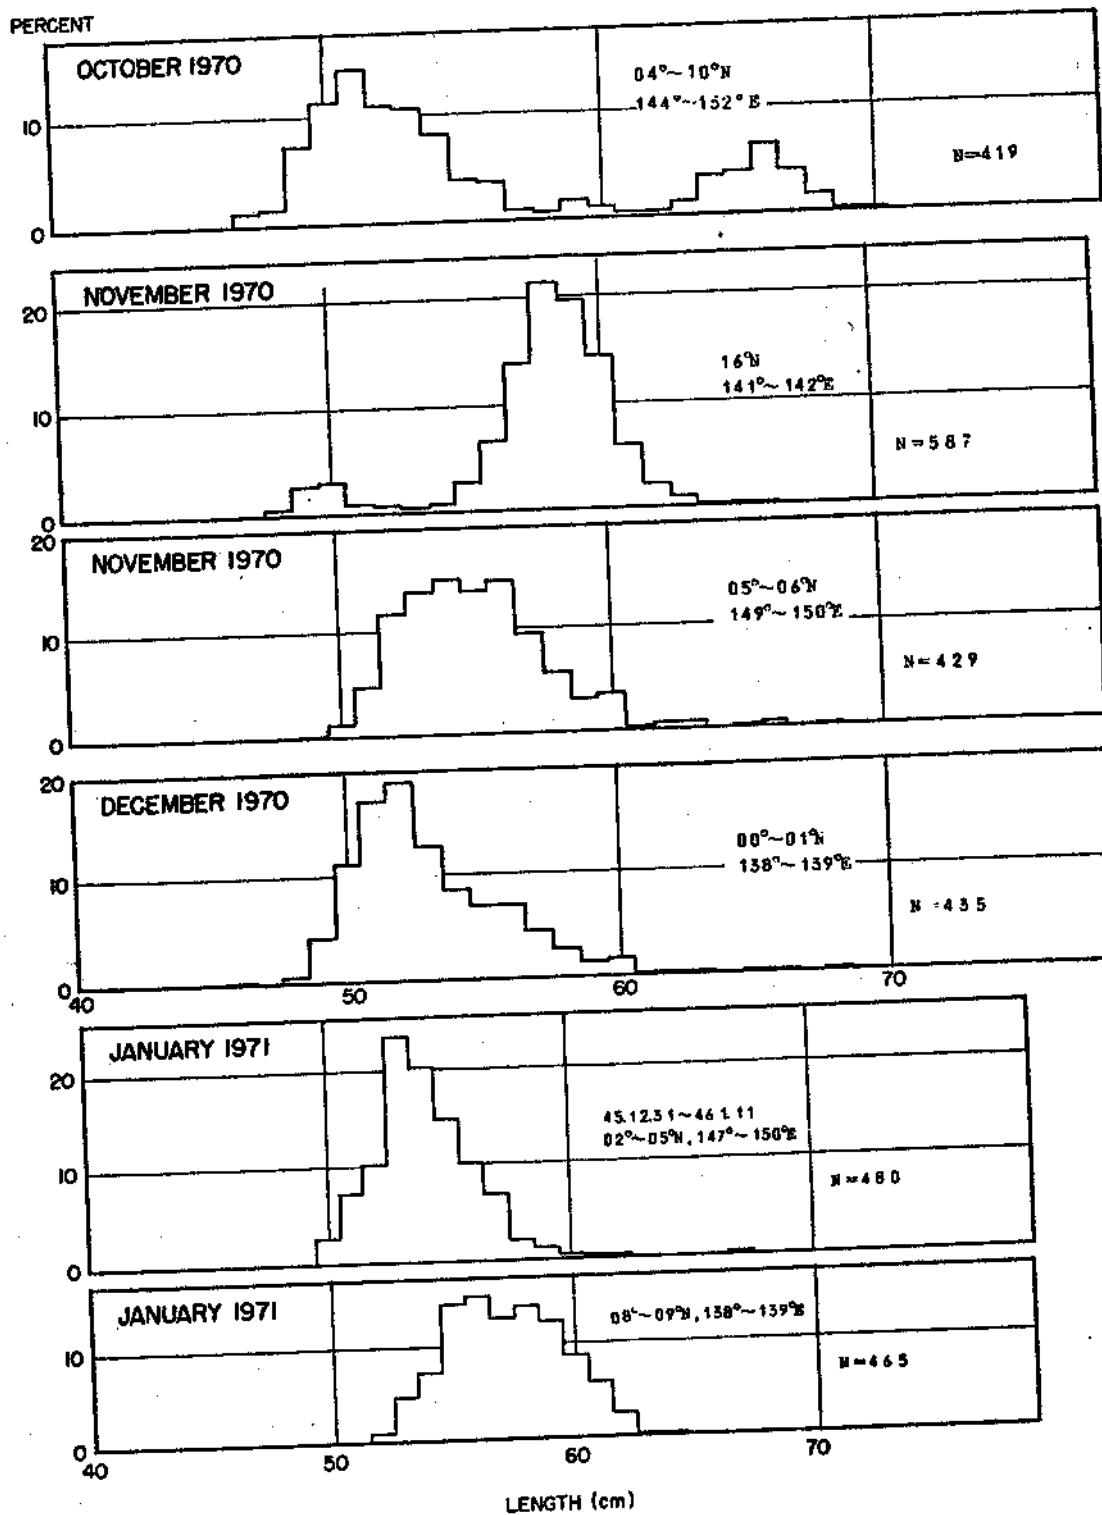 PERCENT
OCTOBER 1970
04°~10°N
144°~152°E
10
N=419
0
NOVEMBER 1970
20
16°N
141°~142°E
10
N=587
0
20
NOVEMBER 1970
05°~06°N
149°~150°E
10
N=429
0
20
DECEMBER 1970
00°~01°N
138°~139°E
10
N=435
0
40
50
60
70
JANUARY 1971
20
45.12.31~46.1.11
02°~05°N, 147°~150°E
10
N=480
0
JANUARY 1971
08°~09°N, 138°~139°E
10
N=465
0
40
50
60
70
LENGTH (cm)